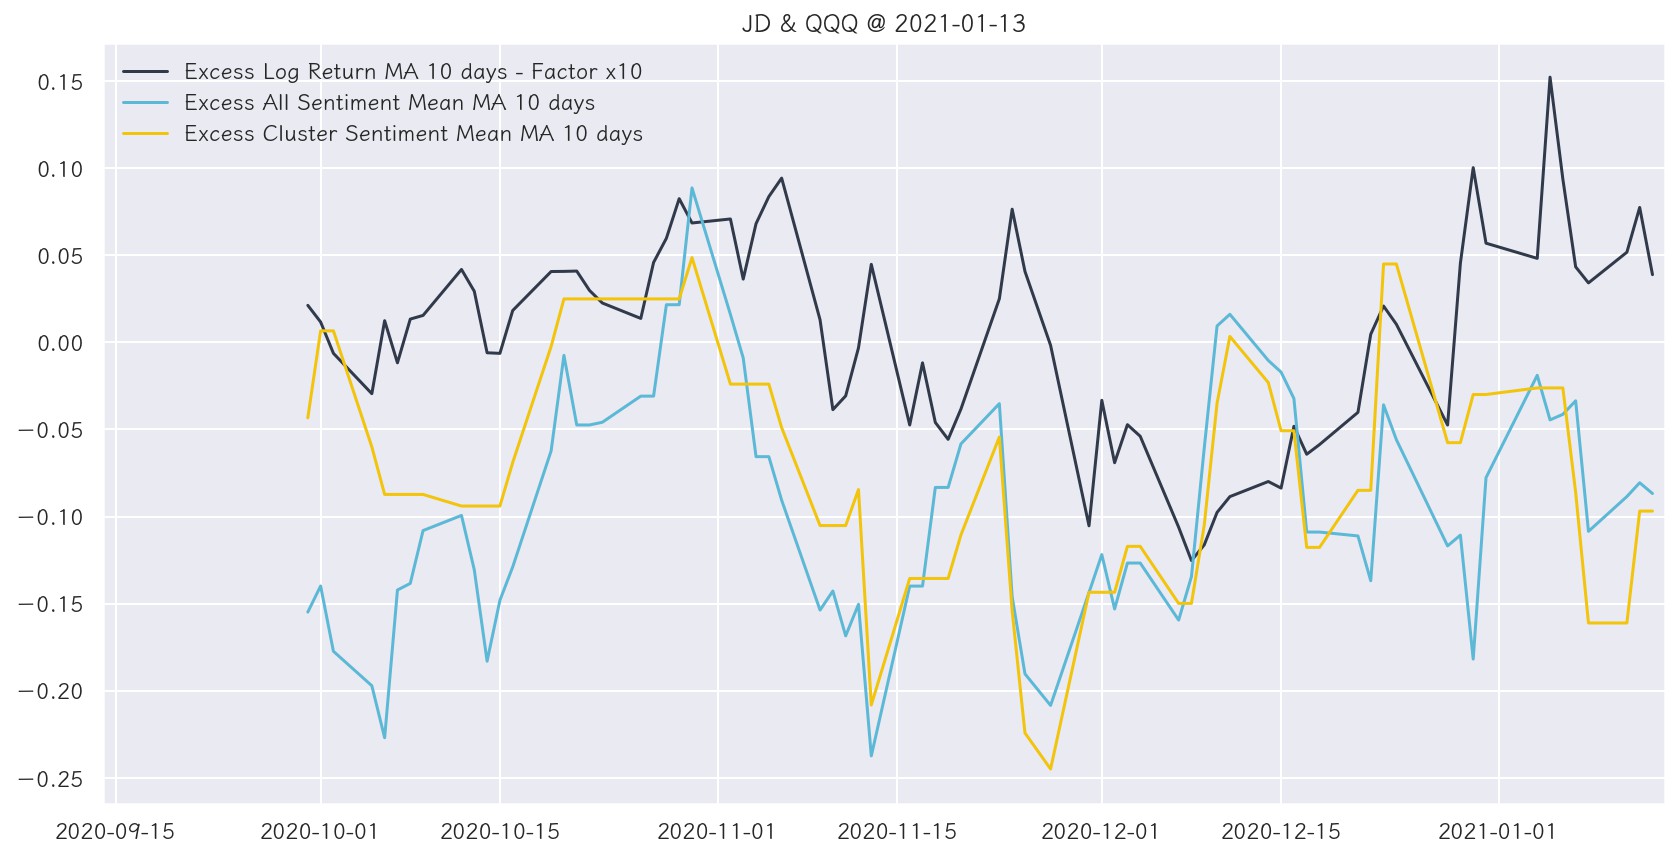 JD & QQQ @ 2021-01-13
Excess Log Return MA 10 days - Factor x10
Excess All Sentiment Mean MA 10 days
Excess Cluster Sentiment Mean MA 10 days
0.15
0.10
0.05
0.00
−0.05
−0.10
−0.15
−0.20
−0.25
2020-09-15 2020-10-01 2020-10-15 2020-11-01 2020-11-15 2020-12-01 2020-12-15 2021-01-01